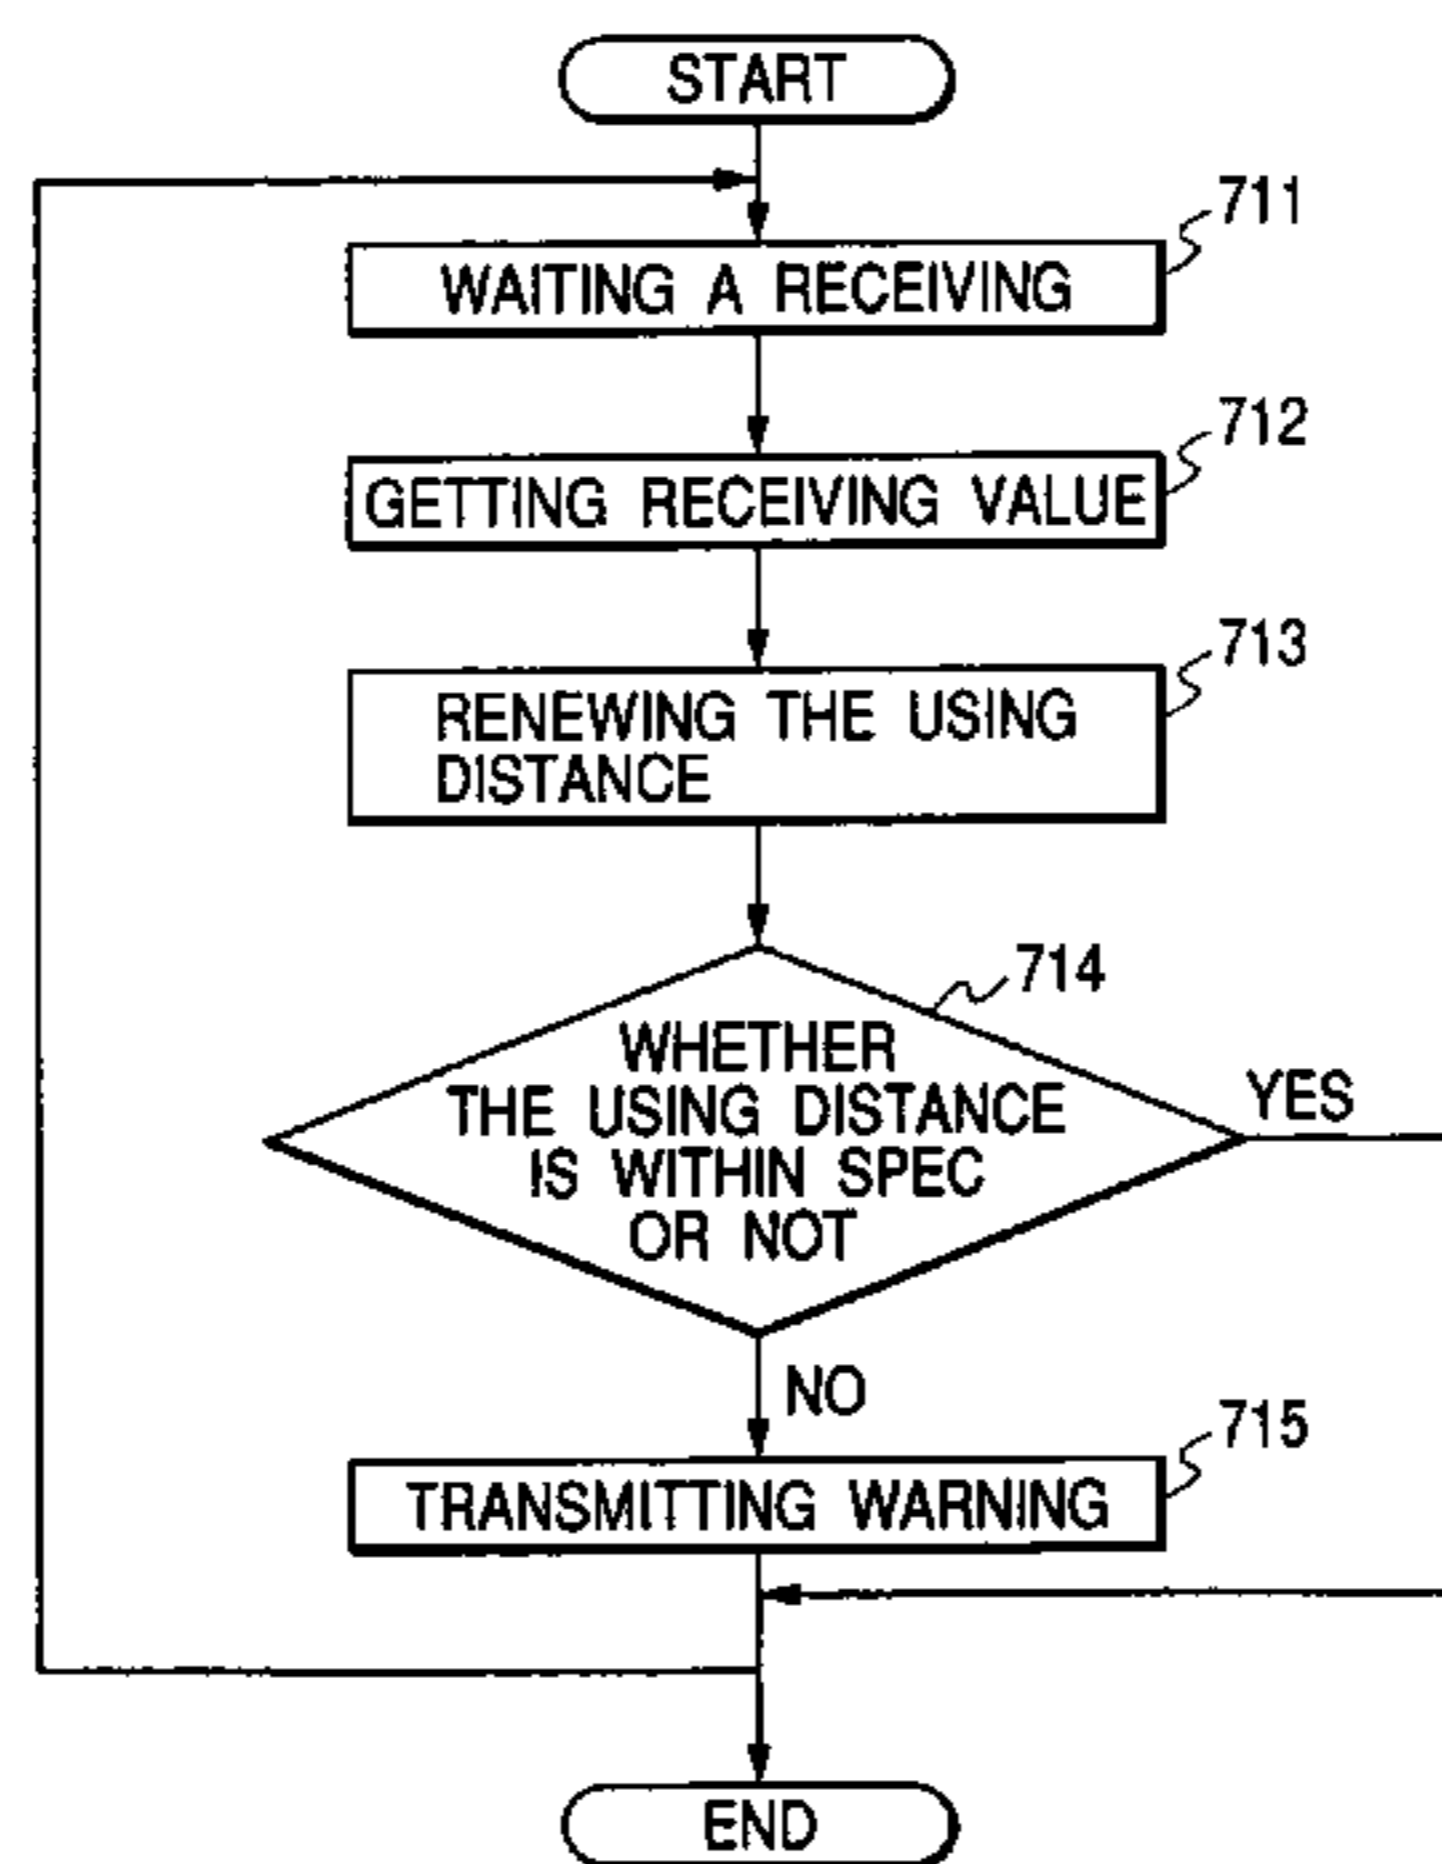 START
711
WAITING A RECEIVING
712
GETTING RECEIVING VALUE
713
RENEWING THE USING
DISTANCE
714
WHETHER
THE USING DISTANCE
IS WITHIN SPEC
OR NOT
YES
NO
715
TRANSMITTING WARNING
END